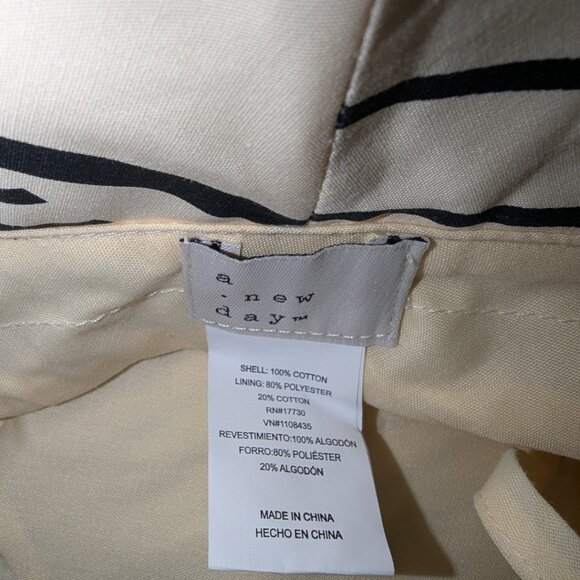 a
. new
day™
SHELL: 100% COTTON
LINING: 80% POLYESTER
20% COTTON
RN#17730
VN#1108435
REVESTIMIENTO:100% ALGODÓN
FORRO:80% POLIÉSTER
20% ALGODÓN
MADE IN CHINA
HECHO EN CHINA